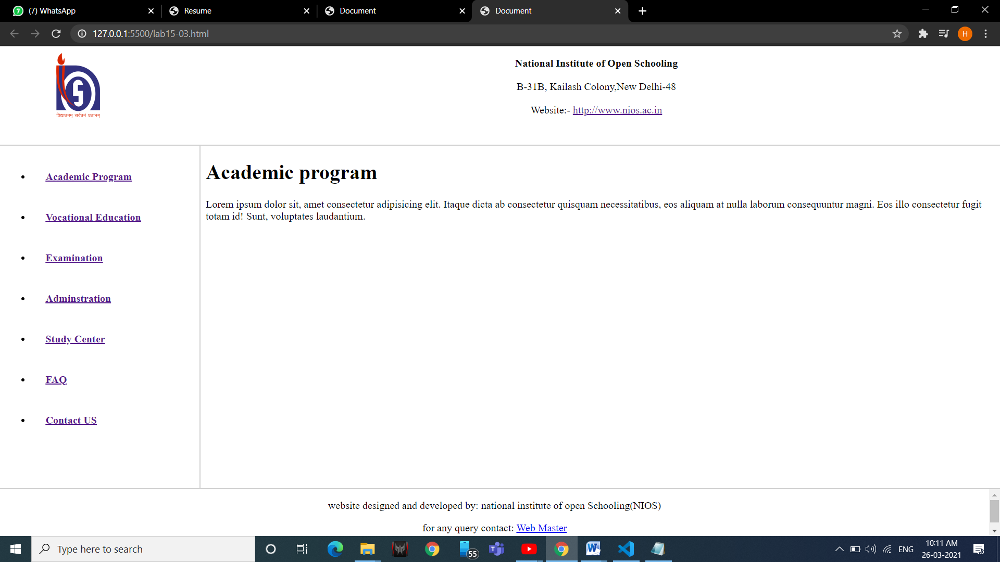 (7) WhatsApp
Resume
Document
Document
127.0.0.1:5500/lab15-03.html
H
विद्याधनम् सर्वधनं प्रधानम्
National Institute of Open Schooling
B-31B, Kailash Colony,New Delhi-48
Website:- http://www.nios.ac.in
Academic Program
Vocational Education
Examination
Adminstration
Study Center
FAQ
Contact US
Academic program
Lorem ipsum dolor sit, amet consectetur adipisicing elit. Itaque dicta ab consectetur quisquam necessitatibus, eos aliquam at nulla laborum consequuntur magni. Eos illo consectetur fugit
totam id! Sunt, voluptates laudantium.
website designed and developed by: national institute of open Schooling(NIOS)
for any query contact: Web Master
Type here to search
55
ENG
10:11 AM
26-03-2021